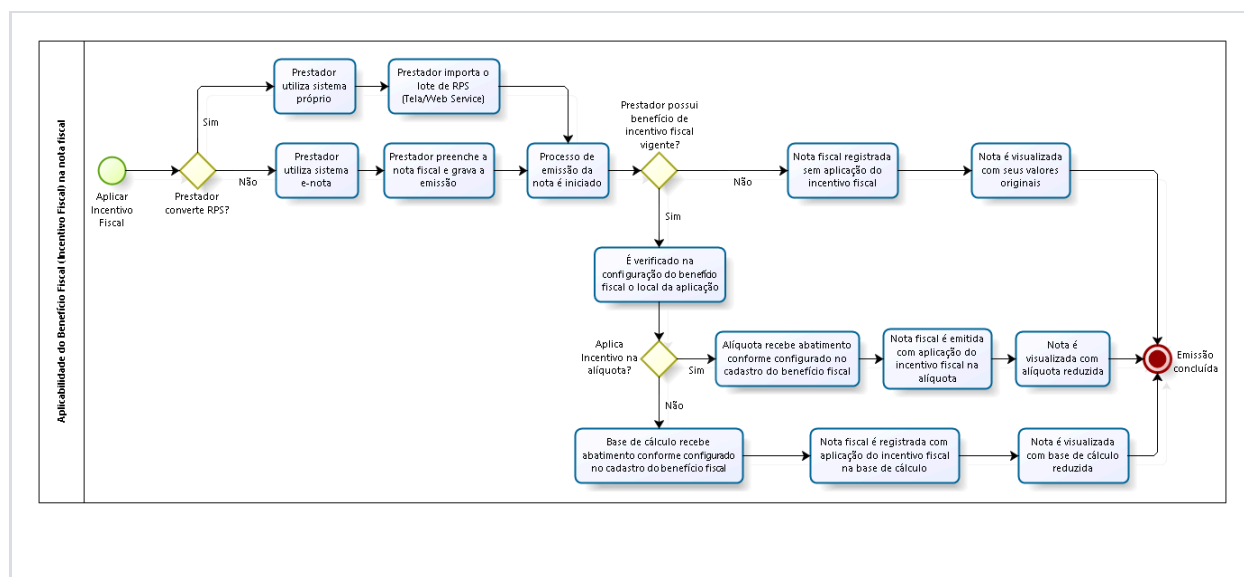 Aplicabilidade do Benefício Fiscal (Incentivo Fiscal) na nota fiscal
Aplicar
Incentivo
Fiscal
Prestador
converte RPS?
Sim
Prestador
utiliza sistema
próprio
Prestador importa o
lote de RPS
(Tela/Web Service)
Não
Prestador
utiliza sistema
e-nota
Prestador preenche a
nota fiscal e grava a
emissão
Processo de
emissão da
nota é iniciado
Prestador possui
benefício de
incentivo fiscal
vigente?
Não
Nota fiscal registrada
sem aplicação do
incentivo fiscal
Nota é visualizada
com seus valores
originais
Sim
É verificado na
configuração do benefício
fiscal o local da aplicação
Aplica
Incentivo na
alíquota?
Sim
Alíquota recebe abatimento
conforme configurado no
cadastro do benefício fiscal
Nota fiscal é emitida
com aplicação do
incentivo fiscal na
alíquota
Nota é
visualizada com
alíquota reduzida
Emissão
concluída
Não
Base de cálculo recebe
abatimento conforme configurado
no cadastro do benefício fiscal
Nota fiscal é registrada com
aplicação do incentivo fiscal
na base de cálculo
Nota é visualizada
com base de cálculo
reduzida